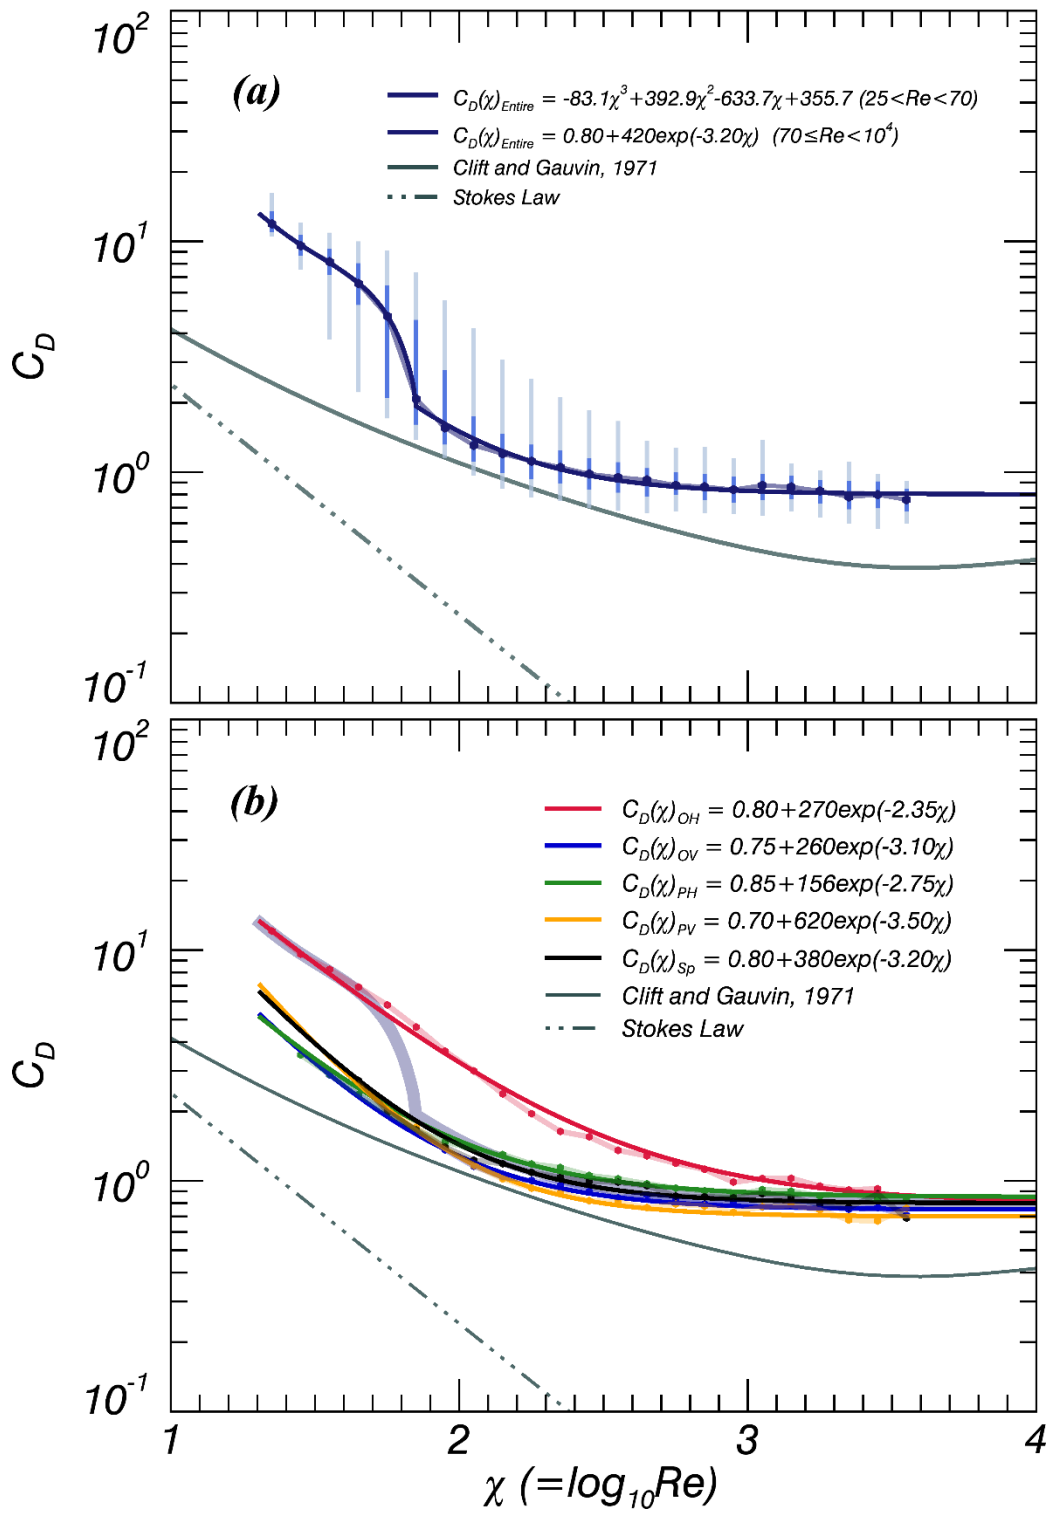 10²
(a)
C_D(χ)_Entire = -83.1χ³+392.9χ²-633.7χ+355.7 (25<Re<70)
C_D(χ)_Entire = 0.80+420exp(-3.20χ) (70≤Re<10⁴)
Clift and Gauvin, 1971
Stokes Law
10¹
C_D
10⁰
10⁻¹
10²
(b)
C_D(χ)_OH = 0.80+270exp(-2.35χ)
C_D(χ)_OV = 0.75+260exp(-3.10χ)
C_D(χ)_PH = 0.85+156exp(-2.75χ)
C_D(χ)_PV = 0.70+620exp(-3.50χ)
C_D(χ)_Sp = 0.80+380exp(-3.20χ)
Clift and Gauvin, 1971
Stokes Law
10¹
C_D
10⁰
10⁻¹
1 2 3 4
χ (=log₁₀Re)